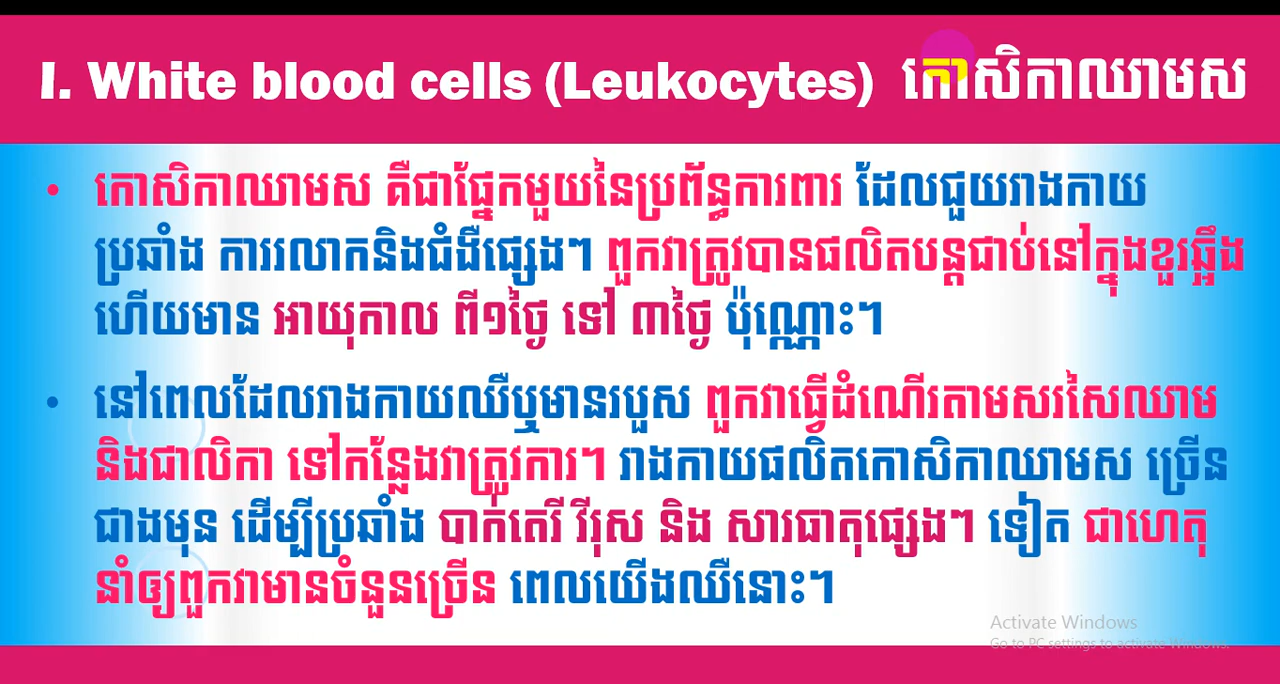 I. White blood cells (Leukocytes) កោសិកាឈាមស
• កោសិកាឈាមស គឺជាផ្នែកមួយនៃប្រព័ន្ធការពារ ដែលជួយរាងកាយ
ប្រឆាំង ការរលាកនិងជំងឺផ្សេងៗ ពួកវាត្រូវបានផលិតបន្តជាប់នៅក្នុងខួរឆ្អឹង
ហើយមាន អាយុកាល ពី១ថ្ងៃ ទៅ ៣ថ្ងៃ ប៉ុណ្ណោះ។
• នៅពេលដែលរាងកាយឈឺឬមានរបួស ពួកវាធ្វើដំណើរតាមសរសៃឈាម
និងជាលិកា ទៅកន្លែងវាត្រូវការ។ រាងកាយផលិតកោសិកាឈាមស ច្រើន
ជាងមុន ដើម្បីប្រឆាំង បាក់តេរី វីរុស និង សារធាតុផ្សេងៗ ទៀត ជាហេតុ
នាំឲ្យពួកវាមានចំនួនច្រើន ពេលយើងឈឺនោះ។
Activate Windows
Go to PC settings to activate Windows.